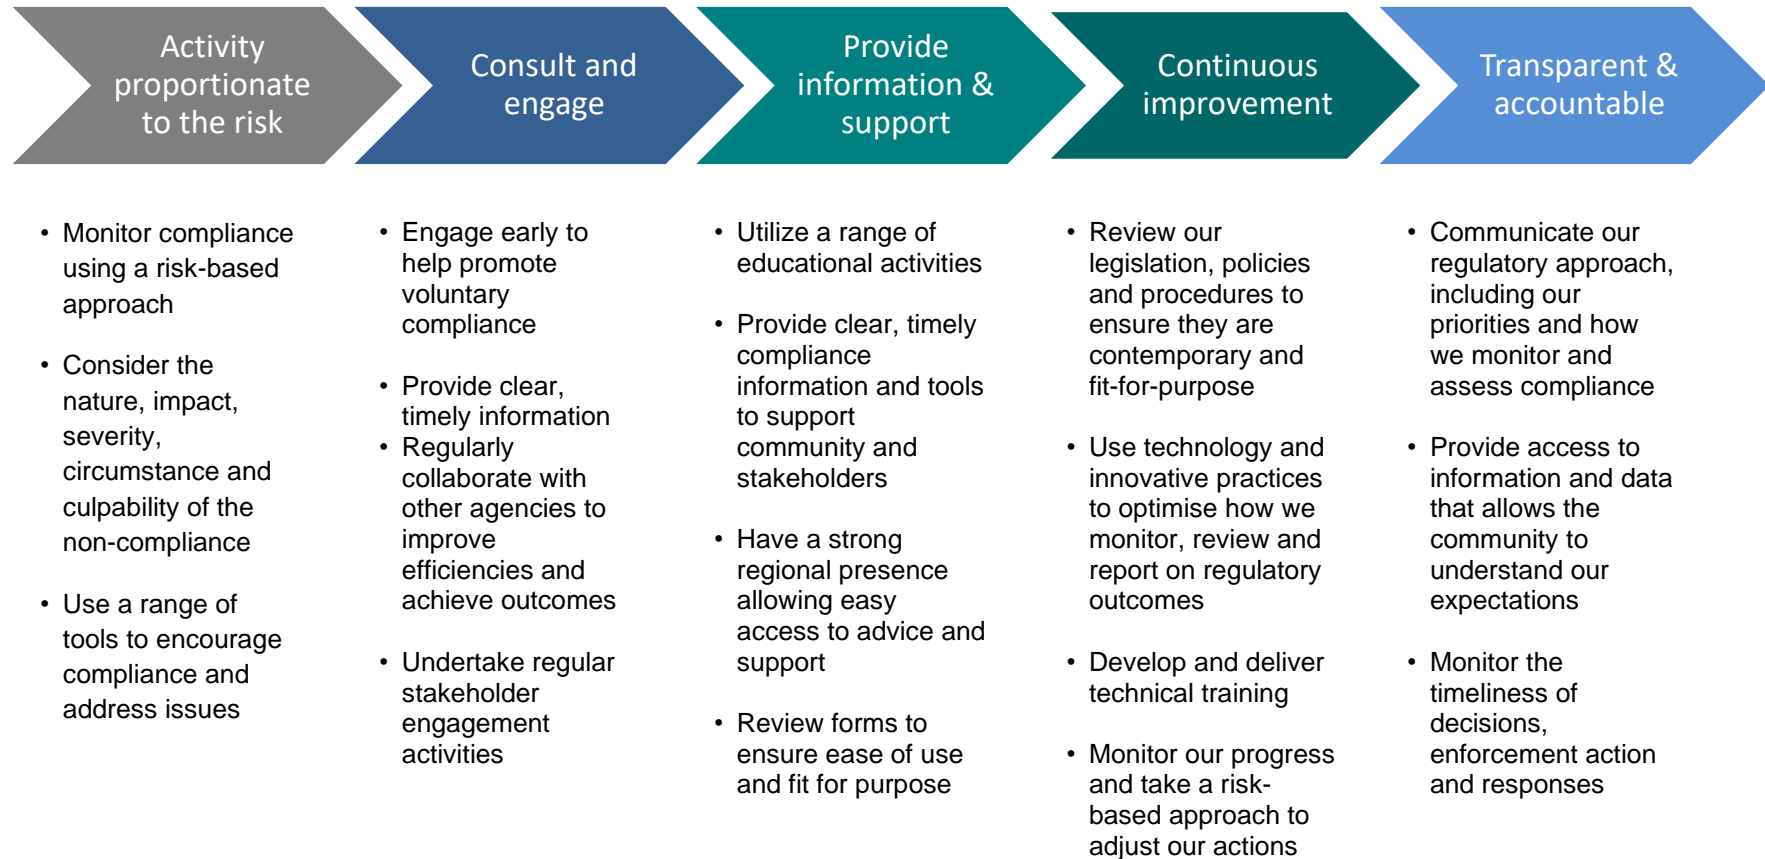 Activity
proportionate
to the risk
Consult and
engage
Provide
information &
support
Continuous
improvement
Transparent &
accountable
• Monitor compliance
using a risk-based
approach
• Consider the
nature, impact,
severity,
circumstance and
culpability of the
non-compliance
• Use a range of
tools to encourage
compliance and
address issues
• Engage early to
help promote
voluntary
compliance
• Provide clear,
timely information
• Regularly
collaborate with
other agencies to
improve
efficiencies and
achieve outcomes
• Undertake regular
stakeholder
engagement
activities
• Utilize a range of
educational activities
• Provide clear, timely
compliance
information and tools
to support
community and
stakeholders
• Have a strong
regional presence
allowing easy
access to advice and
support
• Review forms to
ensure ease of use
and fit for purpose
• Review our
legislation, policies
and procedures to
ensure they are
contemporary and
fit-for-purpose
• Use technology and
innovative practices
to optimise how we
monitor, review and
report on regulatory
outcomes
• Develop and deliver
technical training
• Monitor our progress
and take a risk-
based approach to
adjust our actions
• Communicate our
regulatory approach,
including our
priorities and how
we monitor and
assess compliance
• Provide access to
information and data
that allows the
community to
understand our
expectations
• Monitor the
timeliness of
decisions,
enforcement action
and responses